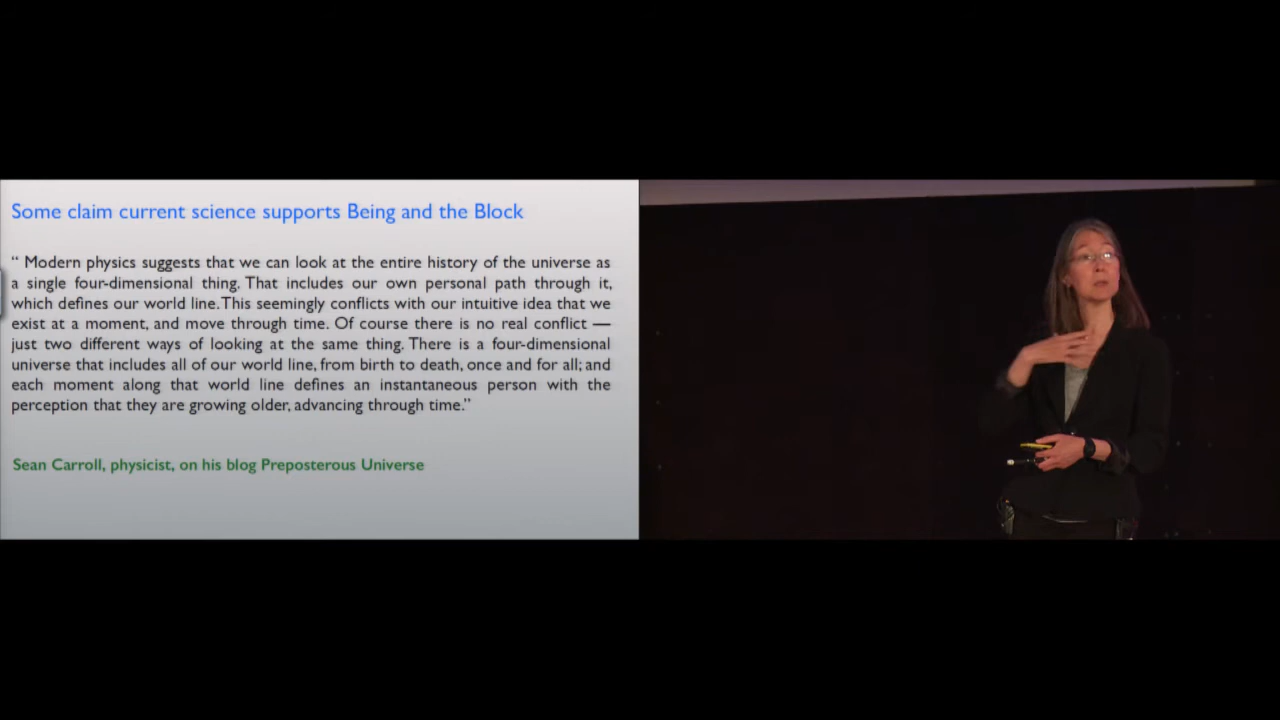 Some claim current science supports Being and the Block
“ Modern physics suggests that we can look at the entire history of the universe as
a single four-dimensional thing. That includes our own personal path through it,
which defines our world line. This seemingly conflicts with our intuitive idea that we
exist at a moment, and move through time. Of course there is no real conflict —
just two different ways of looking at the same thing. There is a four-dimensional
universe that includes all of our world line, from birth to death, once and for all; and
each moment along that world line defines an instantaneous person with the
perception that they are growing older, advancing through time.”
Sean Carroll, physicist, on his blog Preposterous Universe